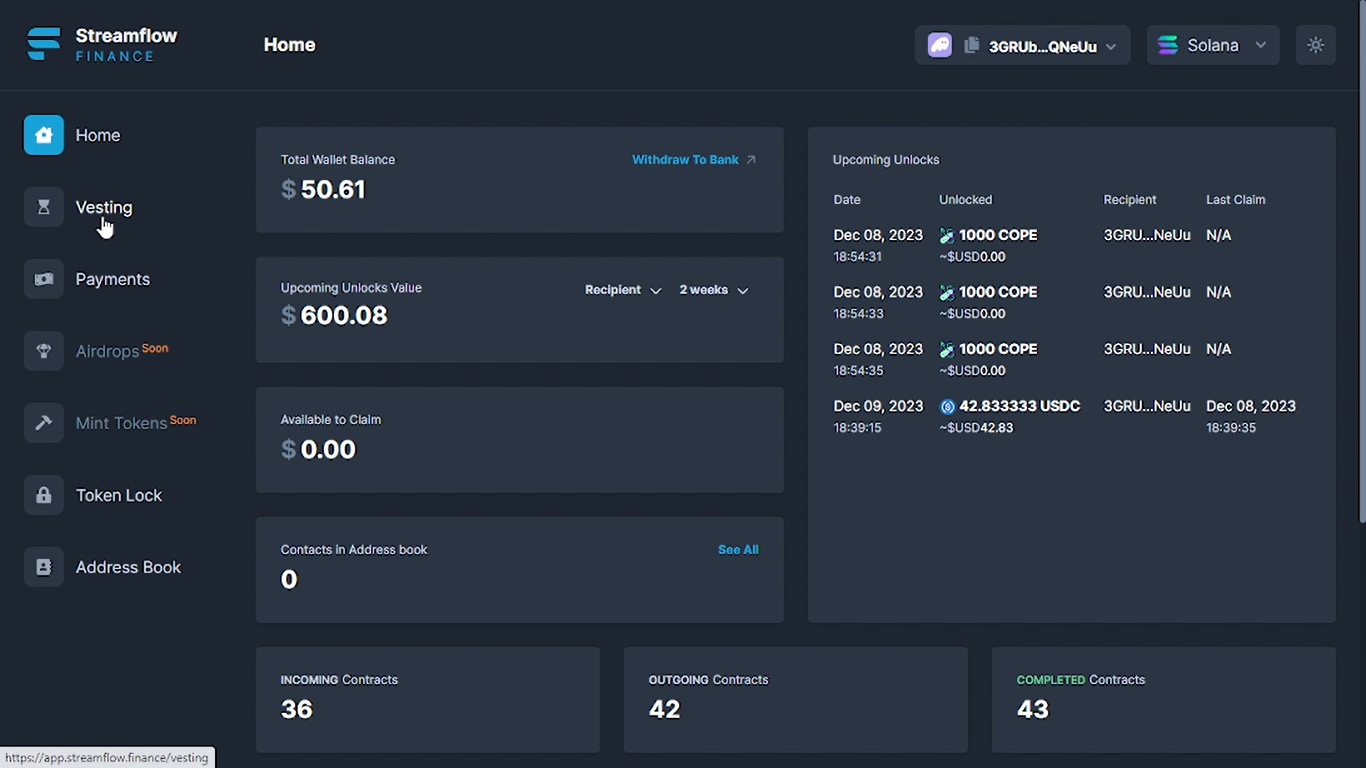 Streamflow
FINANCE
Home
3GRUb...QNeUu
Solana
Home
Vesting
Payments
Airdrops Soon
Mint Tokens Soon
Token Lock
Address Book
Total Wallet Balance
Withdraw To Bank
$ 50.61
Upcoming Unlocks Value
Recipient
2 weeks
$ 600.08
Available to Claim
$ 0.00
Contacts in Address book
See All
0
Upcoming Unlocks
Date Unlocked Recipient Last Claim
Dec 08, 2023 1000 COPE 3GRU...NeUu N/A
18:54:31 ~$USD0.00
Dec 08, 2023 1000 COPE 3GRU...NeUu N/A
18:54:33 ~$USD0.00
Dec 08, 2023 1000 COPE 3GRU...NeUu N/A
18:54:35 ~$USD0.00
Dec 09, 2023 42.833333 USDC 3GRU...NeUu Dec 08, 2023
18:39:15 ~$USD42.83 18:39:35
INCOMING Contracts
36
OUTGOING Contracts
42
COMPLETED Contracts
43
https://app.streamflow.finance/vesting